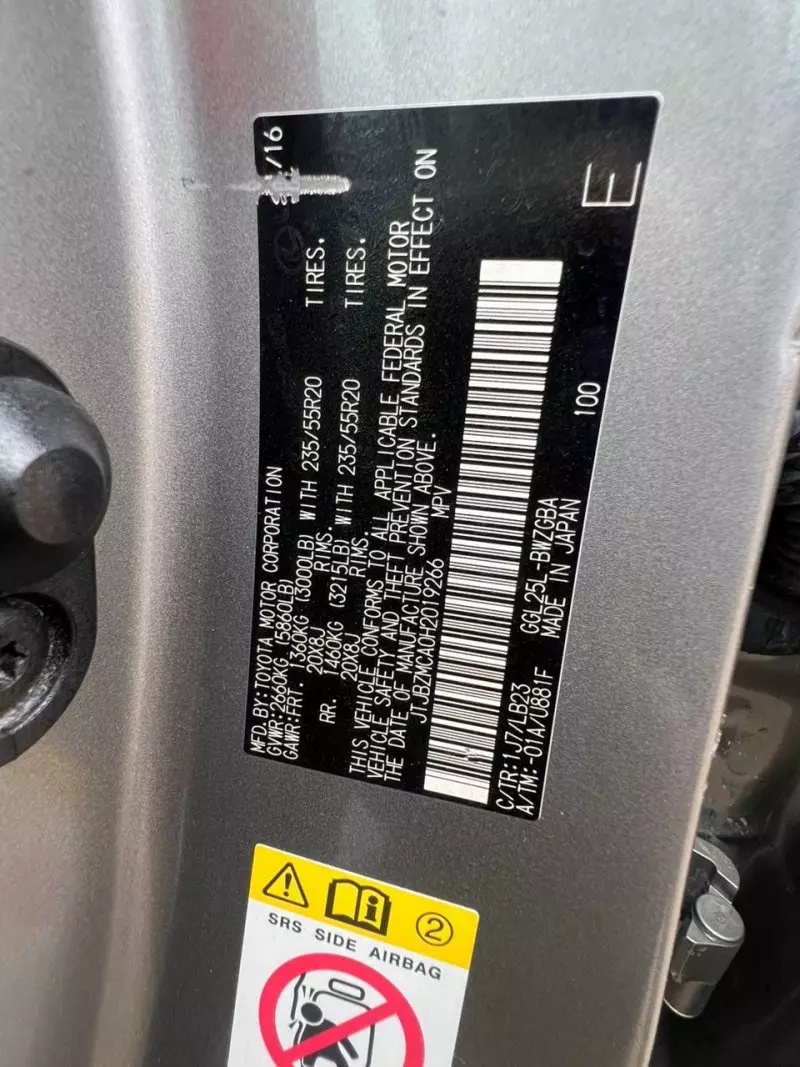 MFD.BY:TOYOTA MOTOR CORPORATION /16
GVWR:2660KG (5860LB)
GAWR:FRT. 1360KG (3000LB) WITH 235/55R20 TIRES.
20X8J RIMS.
RR. 1460KG (3215LB) WITH 235/55R20 TIRES.
20X8J RIMS.
THIS VEHICLE CONFORMS TO ALL APPLICABLE FEDERAL MOTOR
VEHICLE SAFETY AND THEFT PREVENTION STANDARDS IN EFFECT ON
THE DATE OF MANUFACTURE SHOWN ABOVE.
JTJBZMCA0H2019266 MPV
C/TR:1J7/LB23 GGL25L-BWZGBA
A/TM:-01A/U881F MADE IN JAPAN
100
E
2
SRS SIDE AIRBAG